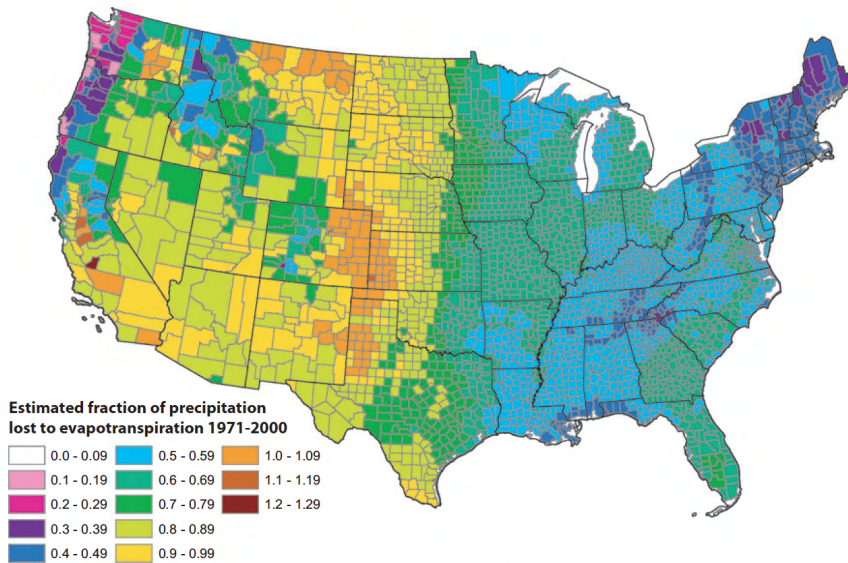 Estimated fraction of precipitation
lost to evapotranspiration 1971-2000
0.0 - 0.09
0.5 - 0.59
1.0 - 1.09
0.1 - 0.19
0.6 - 0.69
1.1 - 1.19
0.2 - 0.29
0.7 - 0.79
1.2 - 1.29
0.3 - 0.39
0.8 - 0.89
0.4 - 0.49
0.9 - 0.99